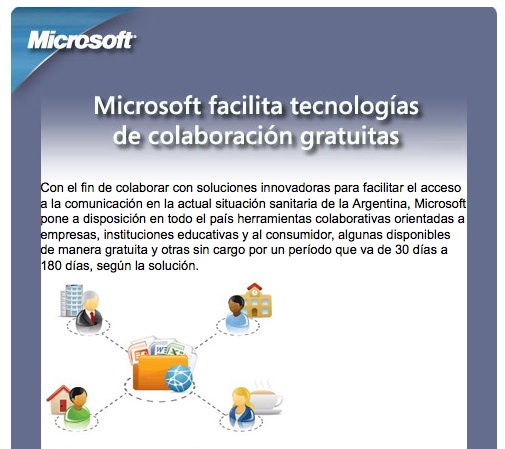 Microsoft
Microsoft facilita tecnologías
de colaboración gratuitas
Con el fin de colaborar con soluciones innovadoras para facilitar el acceso
a la comunicación en la actual situación sanitaria de la Argentina, Microsoft
pone a disposición en todo el país herramientas colaborativas orientadas a
empresas, instituciones educativas y al consumidor, algunas disponibles
de manera gratuita y otras sin cargo por un período que va de 30 días a
180 días, según la solución.